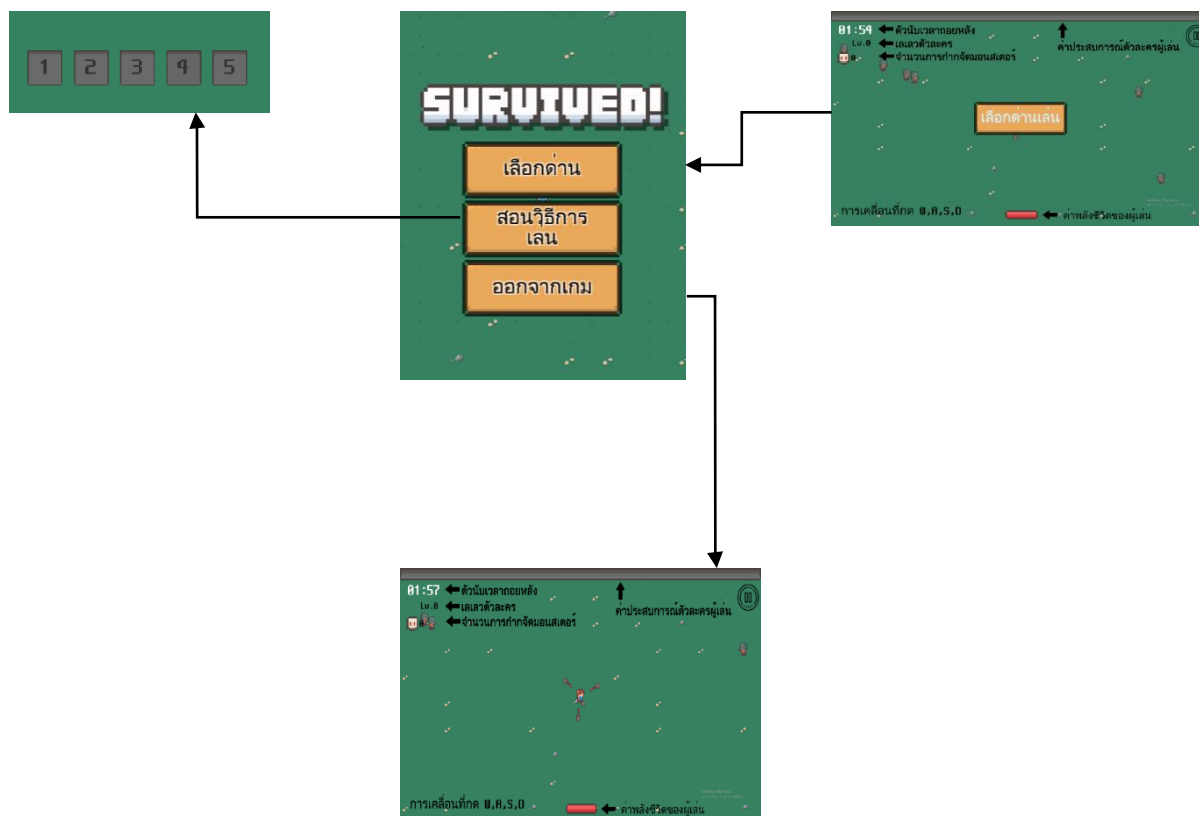 1 2 3 4 5
SURVIVED!
เลือกด่าน
สอนวิธีการ
เลน
ออกจากเกม
01:54 ตัวนับเวลาถอยหลัง
Lv.0 เลเลวตัวละคร
0 จำนวนการกำกจัดมอนสเตอร์
ค่าประสบการณ์ตัวละครผู้เล่น
เลือกด่านเล่น
การเคลื่อนที่กด W,A,S,D
ค่าพลังชีวิตของผู้เล่น
01:57 ตัวนับเวลาถอยหลัง
Lv.0 เลเลวตัวละคร
0 จำนวนการกำกจัดมอนสเตอร์
ค่าประสบการณ์ตัวละครผู้เล่น
การเคลื่อนที่กด W,A,S,D
ค่าพลังชีวิตของผู้เล่น